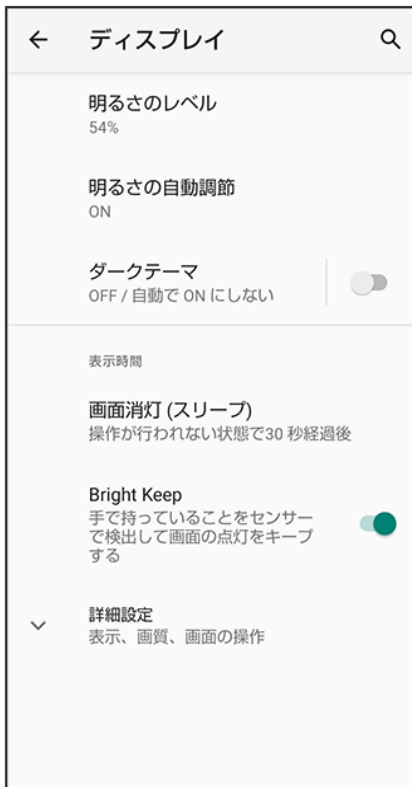 ディスプレイ
明るさのレベル
54%
明るさの自動調節
ON
ダークテーマ
OFF / 自動で ON にしない
表示時間
画面消灯 (スリープ)
操作が行われない状態で30 秒経過後
Bright Keep
手で持っていることをセンサー
で検出して画面の点灯をキープ
する
詳細設定
表示、画質、画面の操作